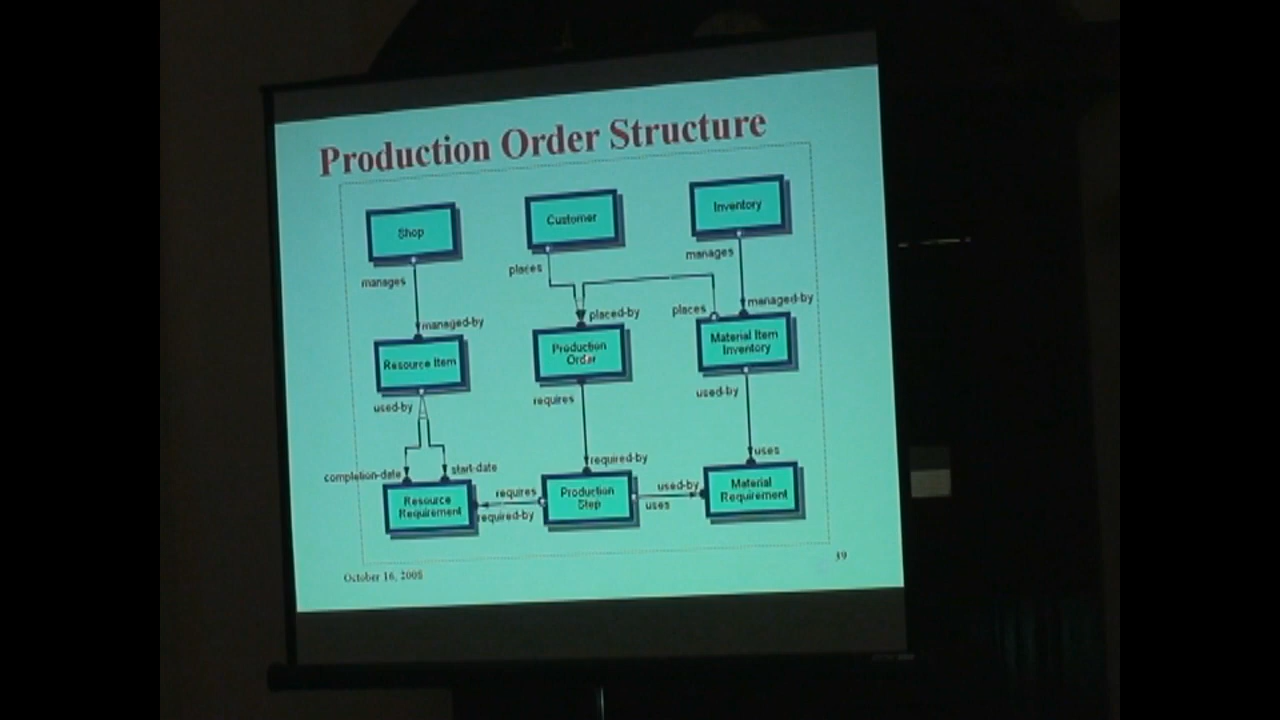 Production Order Structure
Shop
Customer
Inventory
manages
places
manages
managed-by
placed-by
places
managed-by
Resource Item
Production
Order
Material Item
Inventory
used-by
requires
used-by
completion-date
start-date
required-by
uses
Resource
Requirement
requires
required-by
Production
Step
used-by
uses
Material
Requirement
October 16, 2008
39